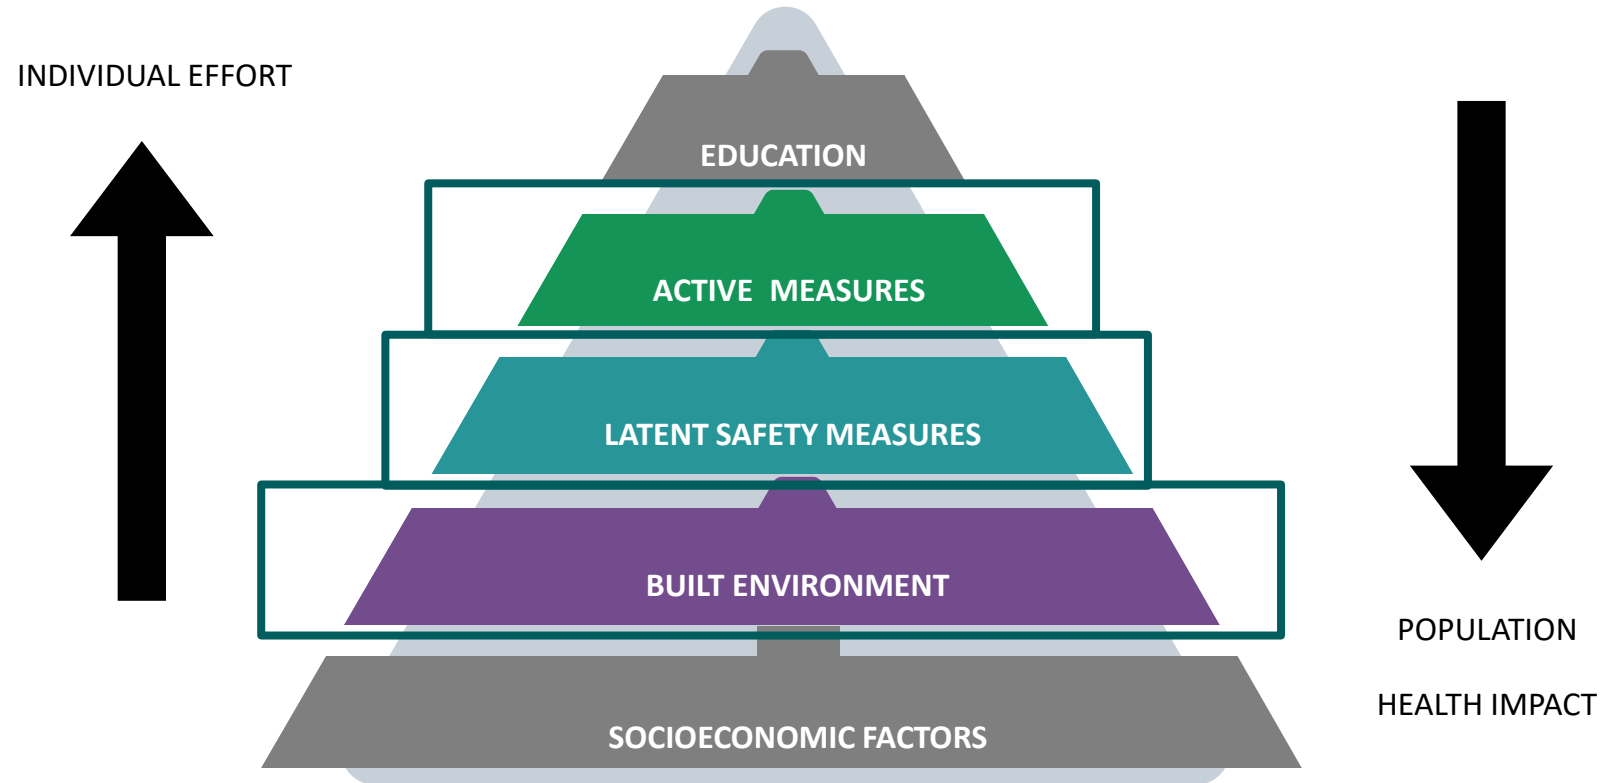 INDIVIDUAL EFFORT
EDUCATION
ACTIVE MEASURES
LATENT SAFETY MEASURES
BUILT ENVIRONMENT
SOCIOECONOMIC FACTORS
POPULATION
HEALTH IMPACT